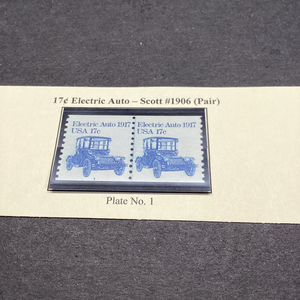 17¢ Electric Auto – Scott #1906 (Pair)
Electric Auto 1917 Electric Auto 1917
USA 17c USA 17c
Plate No. 1